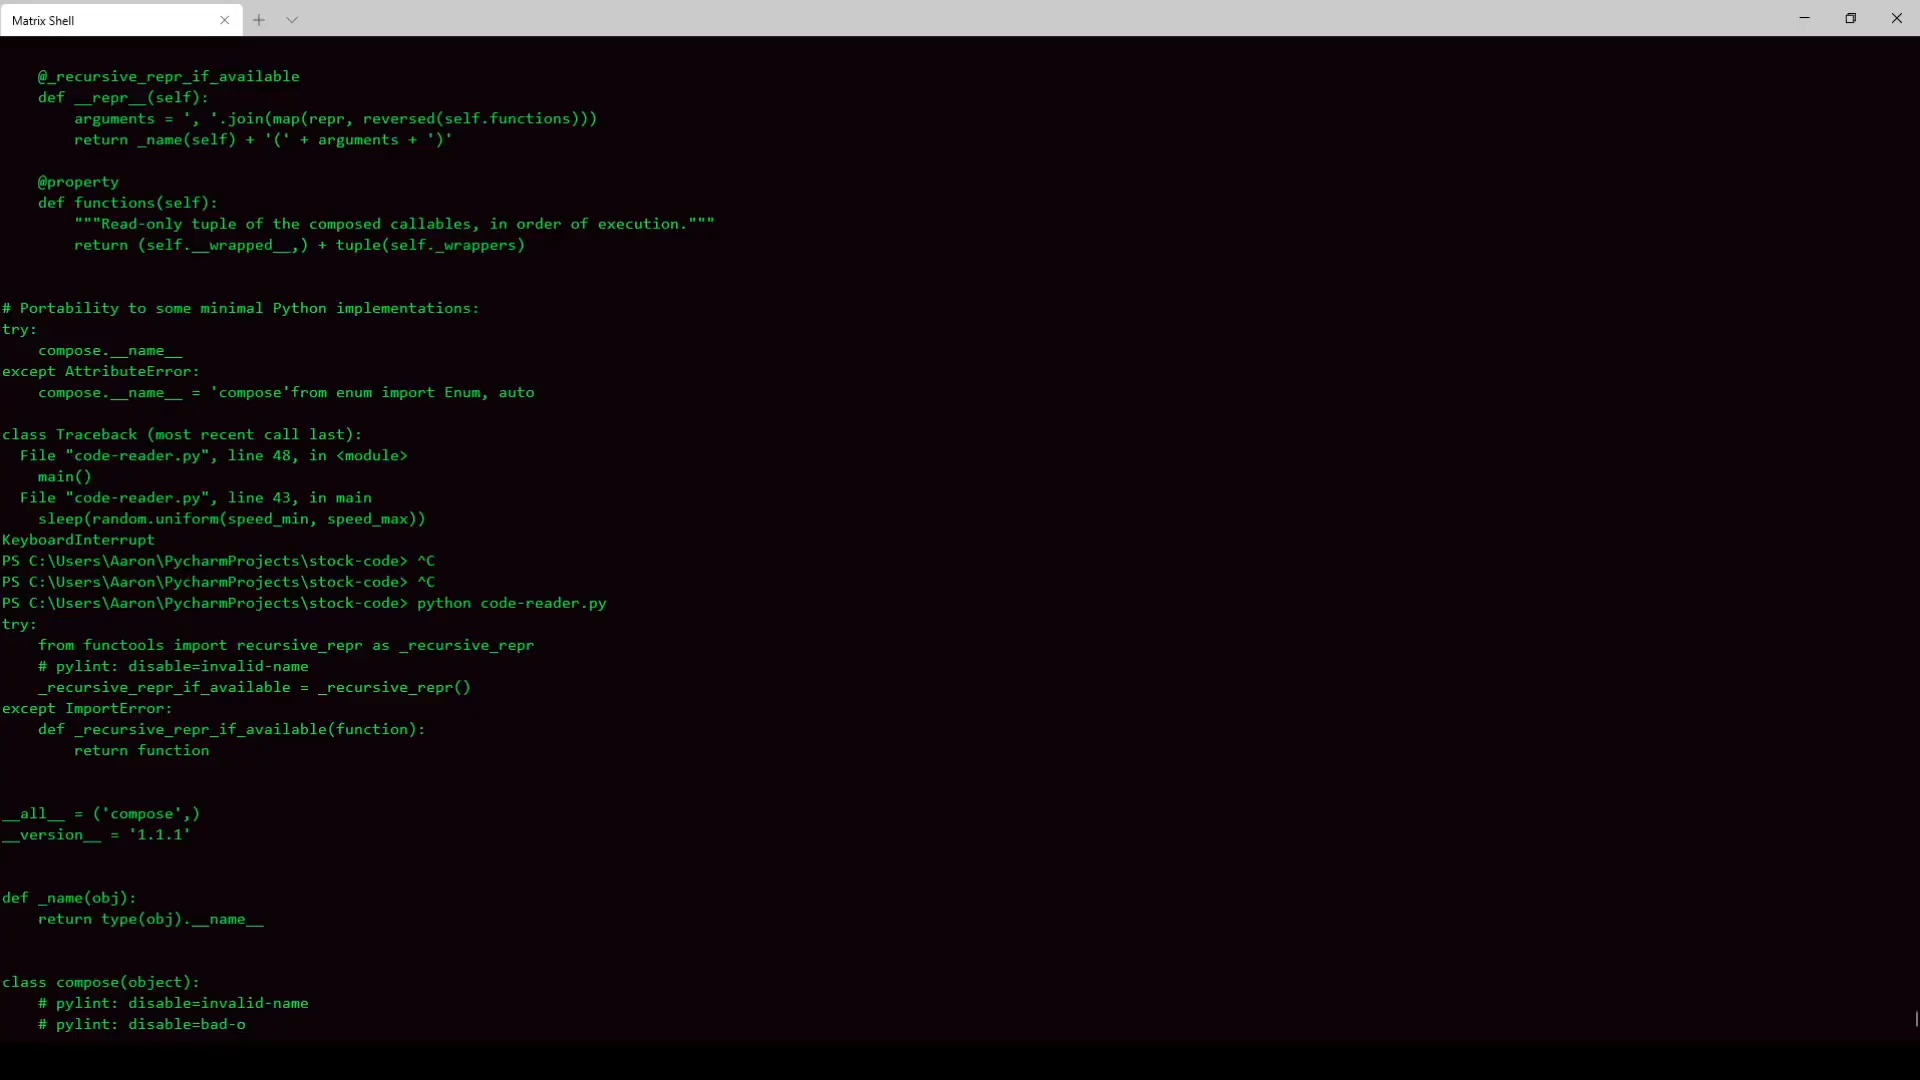 Matrix Shell
    @_recursive_repr_if_available
    def __repr__(self):
        arguments = ', '.join(map(repr, reversed(self.functions)))
        return _name(self) + '(' + arguments + ')'
    @property
    def functions(self):
        """Read-only tuple of the composed callables, in order of execution."""
        return (self.__wrapped__,) + tuple(self._wrappers)
# Portability to some minimal Python implementations:
try:
    compose.__name__
except AttributeError:
    compose.__name__ = 'compose'from enum import Enum, auto
class Traceback (most recent call last):
  File "code-reader.py", line 48, in <module>
    main()
  File "code-reader.py", line 43, in main
    sleep(random.uniform(speed_min, speed_max))
KeyboardInterrupt
PS C:\Users\Aaron\PycharmProjects\stock-code> ^C
PS C:\Users\Aaron\PycharmProjects\stock-code> ^C
PS C:\Users\Aaron\PycharmProjects\stock-code> python code-reader.py
try:
    from functools import recursive_repr as _recursive_repr
    # pylint: disable=invalid-name
    _recursive_repr_if_available = _recursive_repr()
except ImportError:
    def _recursive_repr_if_available(function):
        return function
__all__ = ('compose',)
__version__ = '1.1.1'
def _name(obj):
    return type(obj).__name__
class compose(object):
    # pylint: disable=invalid-name
    # pylint: disable=bad-o